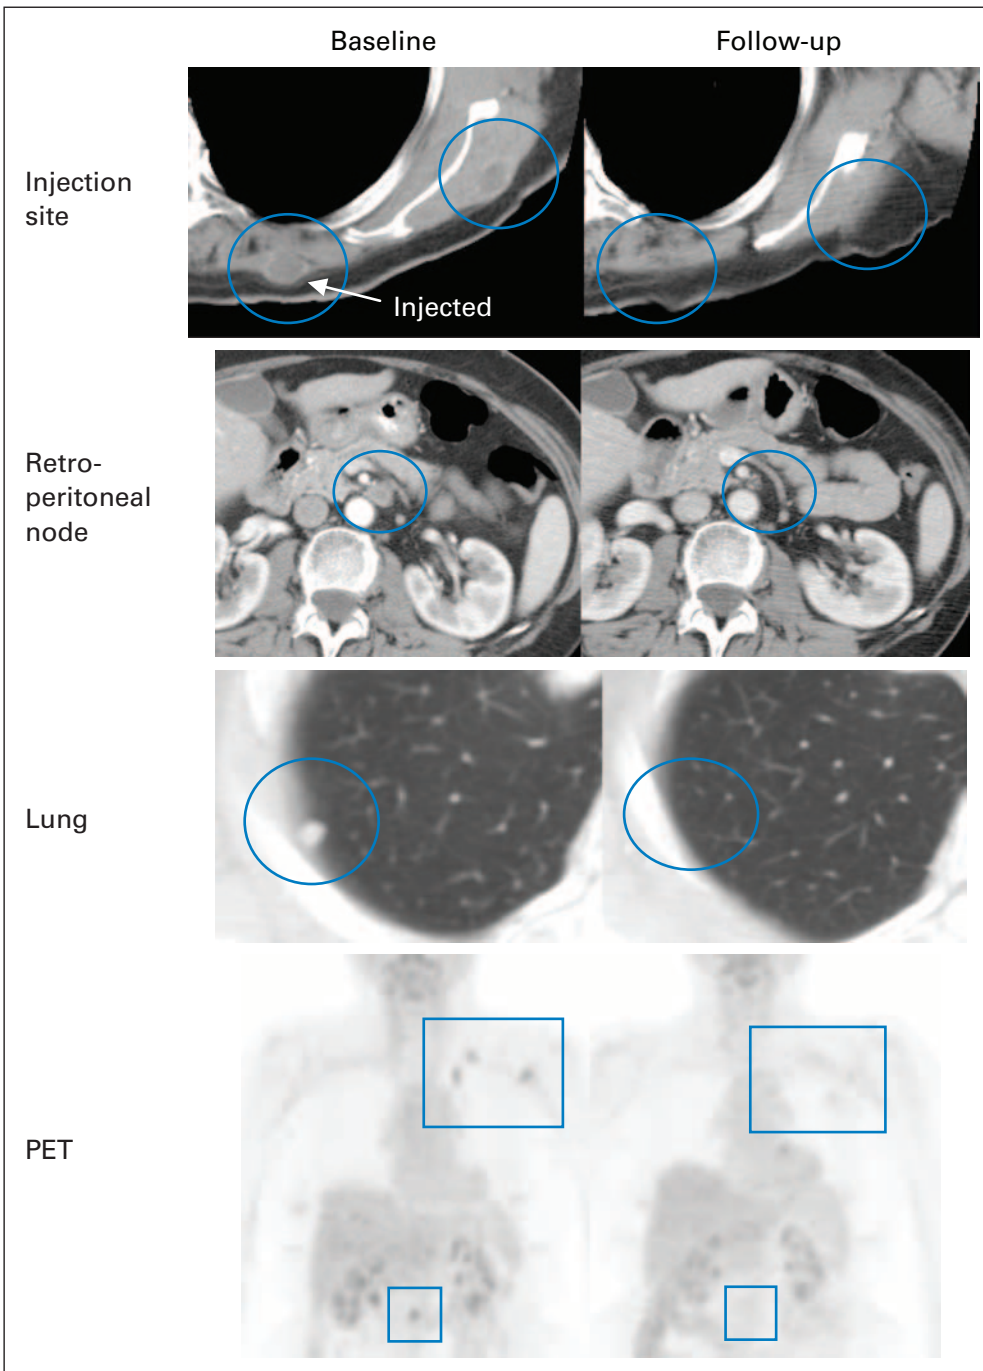 Baseline
Follow-up
Injection
site
Injected
Retro-
peritoneal
node
Lung
PET